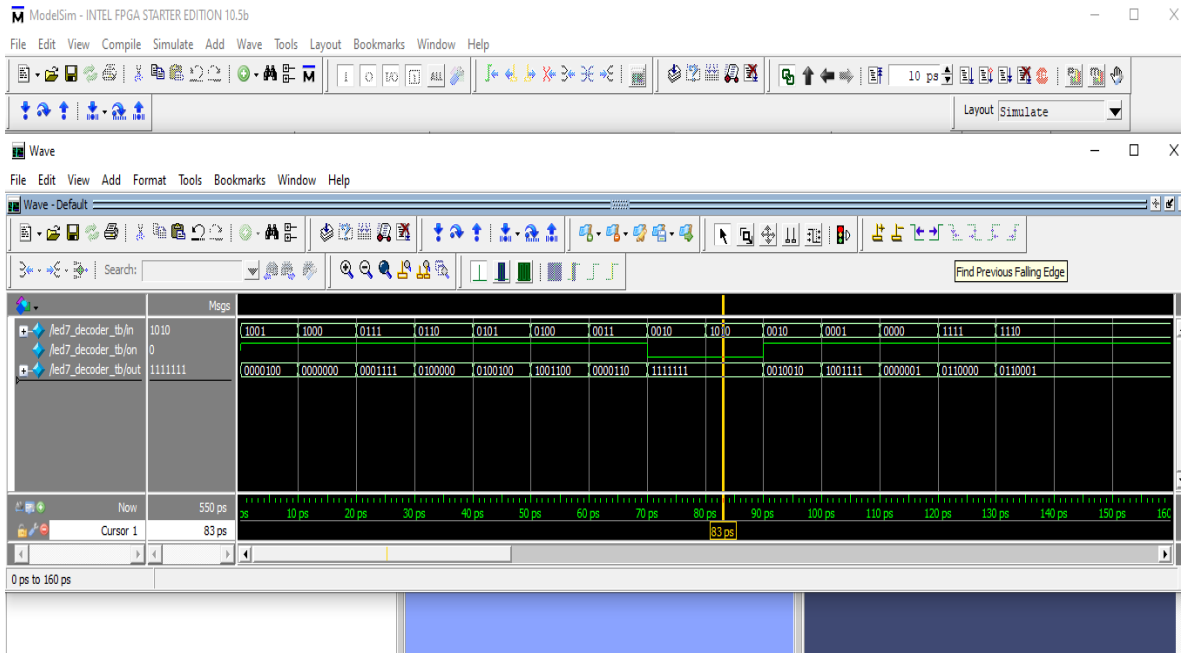 M ModelSim - INTEL FPGA STARTER EDITION 10.5b
File Edit View Compile Simulate Add Wave Tools Layout Bookmarks Window Help
10 ps
Layout Simulate
Wave
File Edit View Add Format Tools Bookmarks Window Help
Wave - Default
Search:
Find Previous Falling Edge
Msgs
/led7_decoder_tb/in 1010 1001 1000 0111 0110 0101 0100 0011 0010 1010 0010 0001 0000 1111 1110
/led7_decoder_tb/on 0
/led7_decoder_tb/out 1111111 0000100 0000000 0001111 0100000 0100100 1001100 0000110 1111111 0010010 1001111 0000001 0110000 0110001
Now 550 ps ps 10 ps 20 ps 30 ps 40 ps 50 ps 60 ps 70 ps 80 ps 90 ps 100 ps 110 ps 120 ps 130 ps 140 ps 150 ps 160
Cursor 1 83 ps 83 ps
0 ps to 160 ps